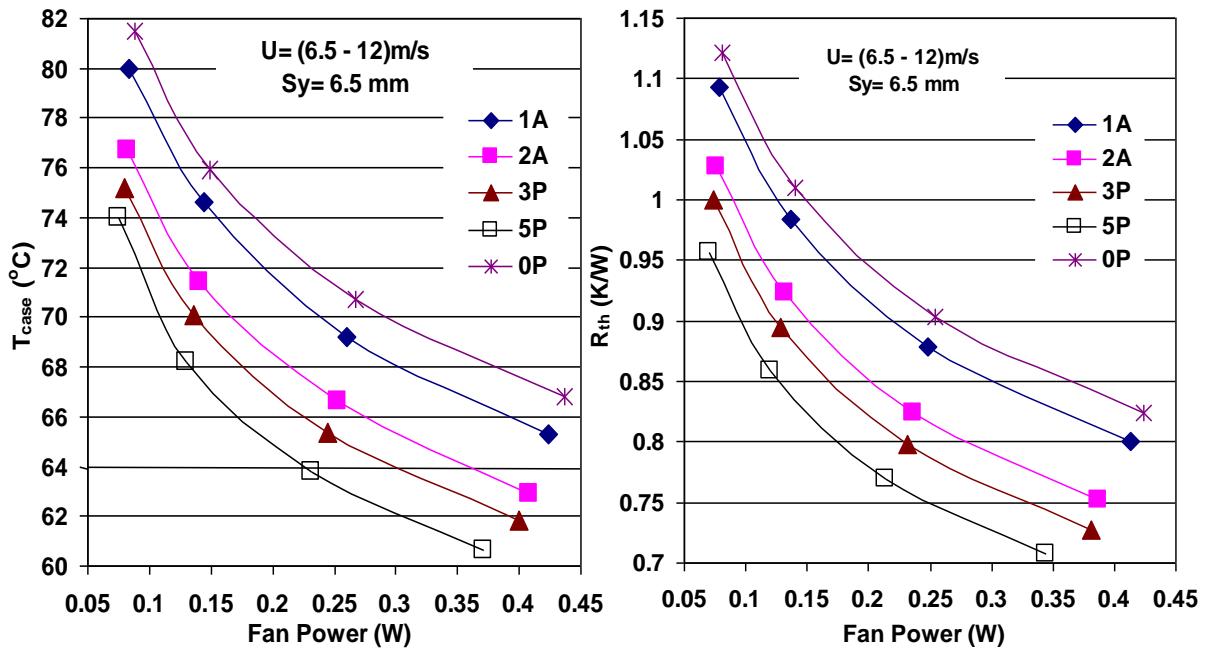 82
80
78
76
74
72
70
68
66
64
62
60
Tcase (°C)
U= (6.5 - 12)m/s
Sy= 6.5 mm
1A
2A
3P
5P
0P
0.05 0.1 0.15 0.2 0.25 0.3 0.35 0.4 0.45
Fan Power (W)
1.15
1.1
1.05
1
0.95
0.9
0.85
0.8
0.75
0.7
Rth (K/W)
U= (6.5 - 12)m/s
Sy= 6.5 mm
1A
2A
3P
5P
0P
0.05 0.1 0.15 0.2 0.25 0.3 0.35 0.4 0.45
Fan Power (W)